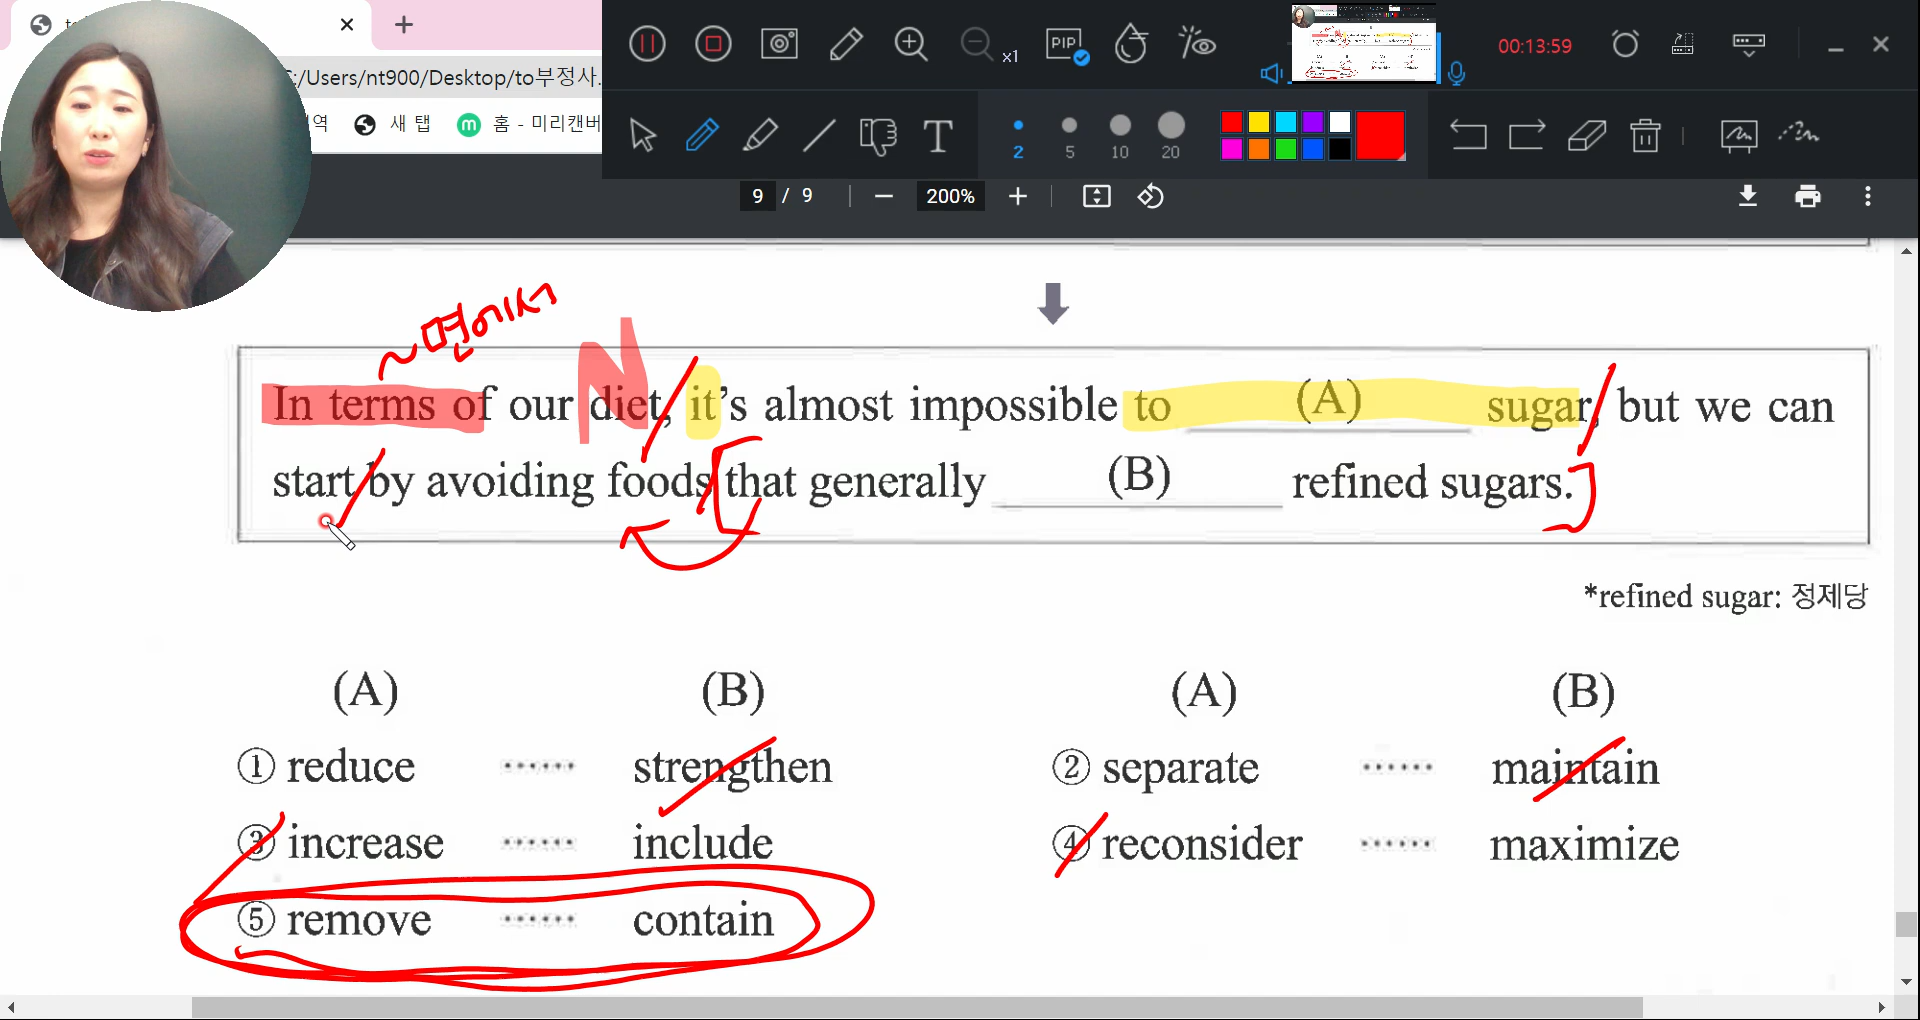 C:/Users/nt900/Desktop/to부정사.
역 새 탭 홈 - 미리캔버
x1
PIP
00:13:59
T
2 5 10 20
9 / 9
200%
~면에서
N
In terms of our diet, it's almost impossible to (A) sugar, but we can
start by avoiding foods that generally (B) refined sugars.
*refined sugar: 정제당
(A) (B) (A) (B)
① reduce ······ strengthen ② separate ······ maintain
③ increase ······ include ④ reconsider ······ maximize
⑤ remove ······ contain